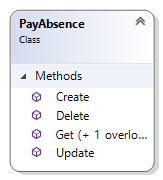 PayAbsence
Class
Methods
Create
Delete
Get (+ 1 overlo...
Update